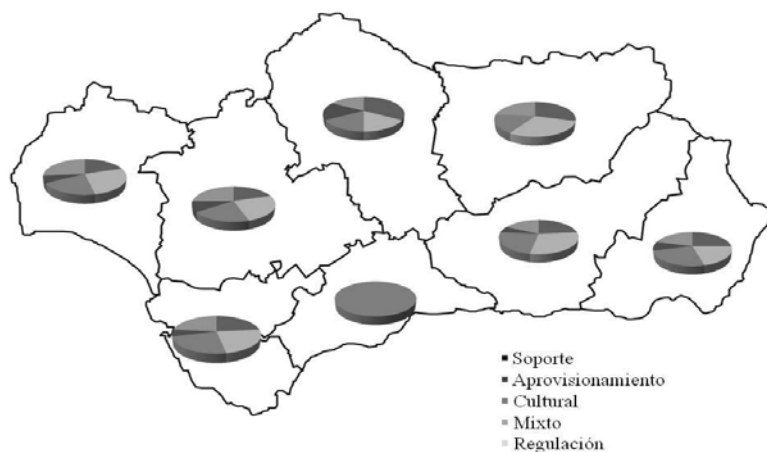 Soporte
Aprovisionamiento
Cultural
Mixto
Regulación